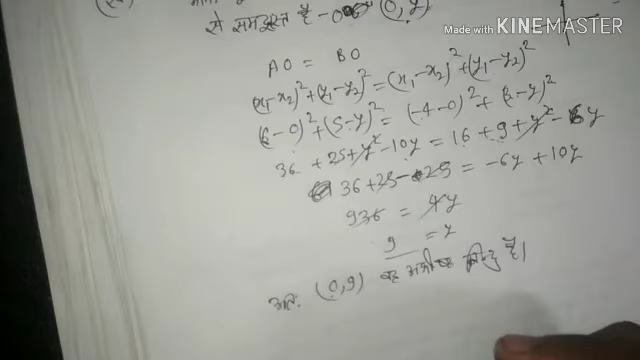 Made with KINEMASTER
से समदूरस्थ है - O (0, y)
AO = BO
(x₁-x₂)² + (y₁-y₂)² = (x₁-x₂)² + (y₁-y₂)²
(6-0)² + (5-y)² = (-4-0)² + (3-y)²
36 + 25 + y² - 10y = 16 + 9 + y² - 6y
36 + 25 - 25 = -6y + 10y
936 = 4y
9 = y
अतः (0,9) वह अभीष्ट बिन्दु है।